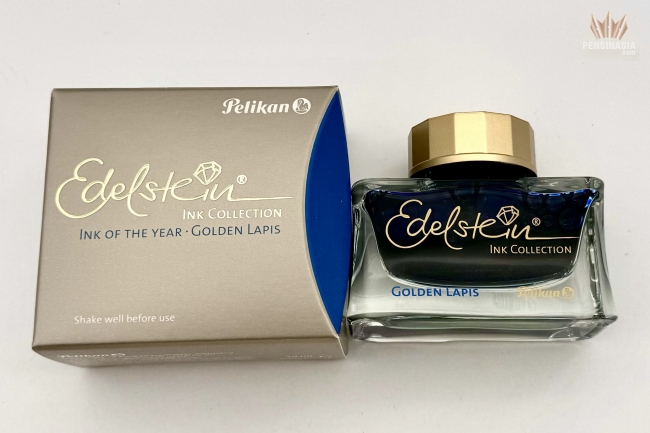 Pelikan
Edelstein®
INK COLLECTION
INK OF THE YEAR · GOLDEN LAPIS
Shake well before use
Edelstein®
INK COLLECTION
GOLDEN LAPIS Pelikan
PENSINASIA